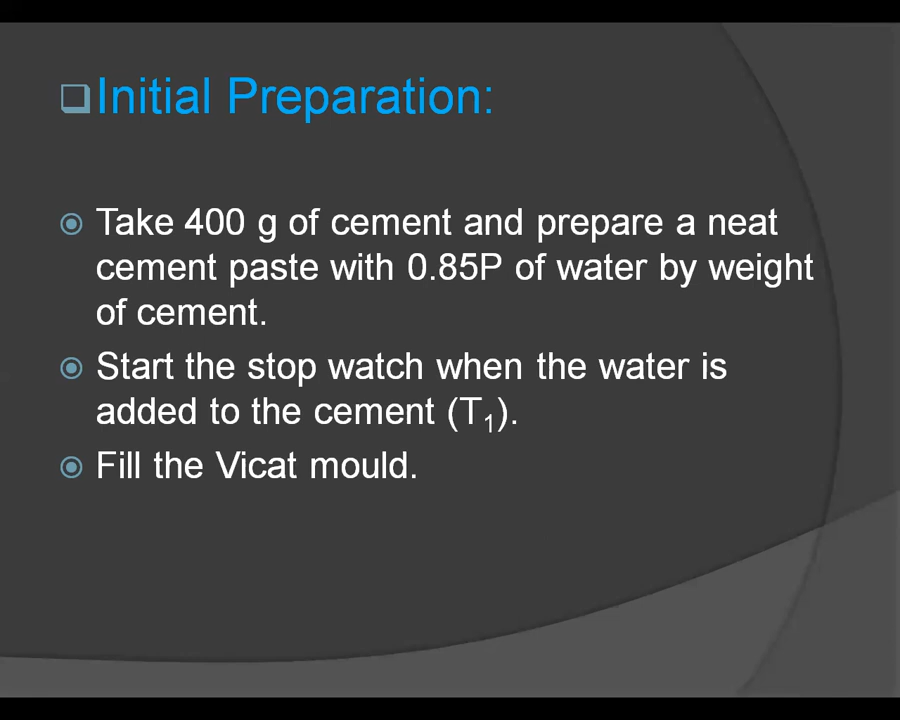 Initial Preparation:
Take 400 g of cement and prepare a neat
cement paste with 0.85P of water by weight
of cement.
Start the stop watch when the water is
added to the cement (T₁).
Fill the Vicat mould.